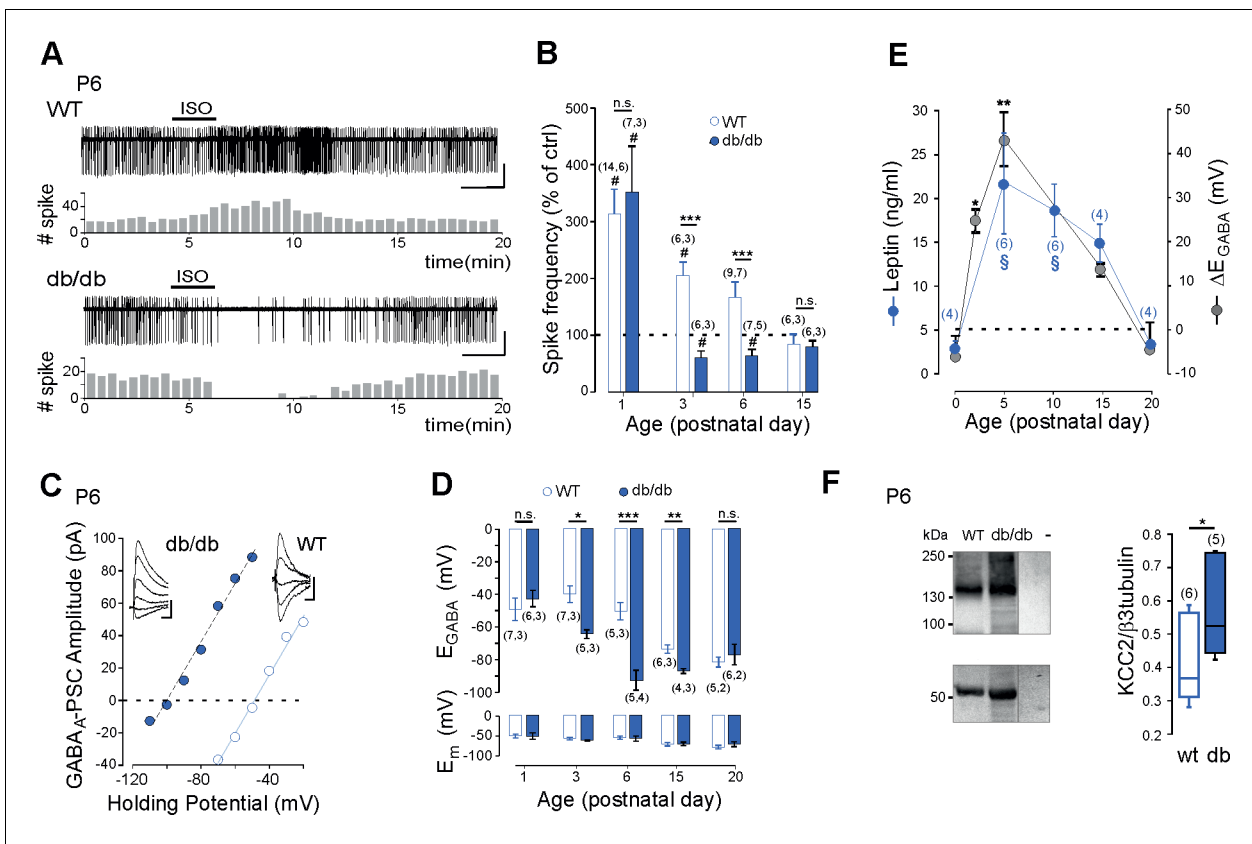 A
P6
WT
ISO
# spike
40
0
0 5 10 15 20
time(min)
db/db
ISO
# spike
20
0
0 5 10 15 20
time(min)
B
n.s.
(7,3)
WT
db/db
#
(14,6)
#
***
(6,3)
#
***
(9,7)
n.s.
(6,3)
(6,3)
#
(7,5)
#
(6,3)
500
400
300
200
100
0
Spike frequency (% of ctrl)
1 3 6 15
Age (postnatal day)
C
P6
db/db
WT
100
80
60
40
20
0
-20
-40
GABAA-PSC Amplitude (pA)
-120 -80 -40
Holding Potential (mV)
D
WT db/db
n.s. * *** ** n.s.
0
-20
-40
-60
-80
-100
EGABA (mV)
(7,3)
(6,3)
(7,3)
(5,3)
(5,3)
(5,4)
(6,3)
(4,3)
(5,2)
(6,2)
0
-50
-100
Em (mV)
1 3 6 15 20
Age (postnatal day)
E
30
25
20
15
10
5
0
Leptin (ng/ml)
50
40
30
20
10
0
-10
ΔEGABA (mV)
**
*
(4)
(6)
§
(6)
§
(4)
(4)
0 5 10 15 20
Age (postnatal day)
F
P6
kDa WT db/db -
250
130
100
50
*
(5)
(6)
0.8
0.7
0.6
0.5
0.4
0.3
0.2
KCC2/β3tubulin
wt db